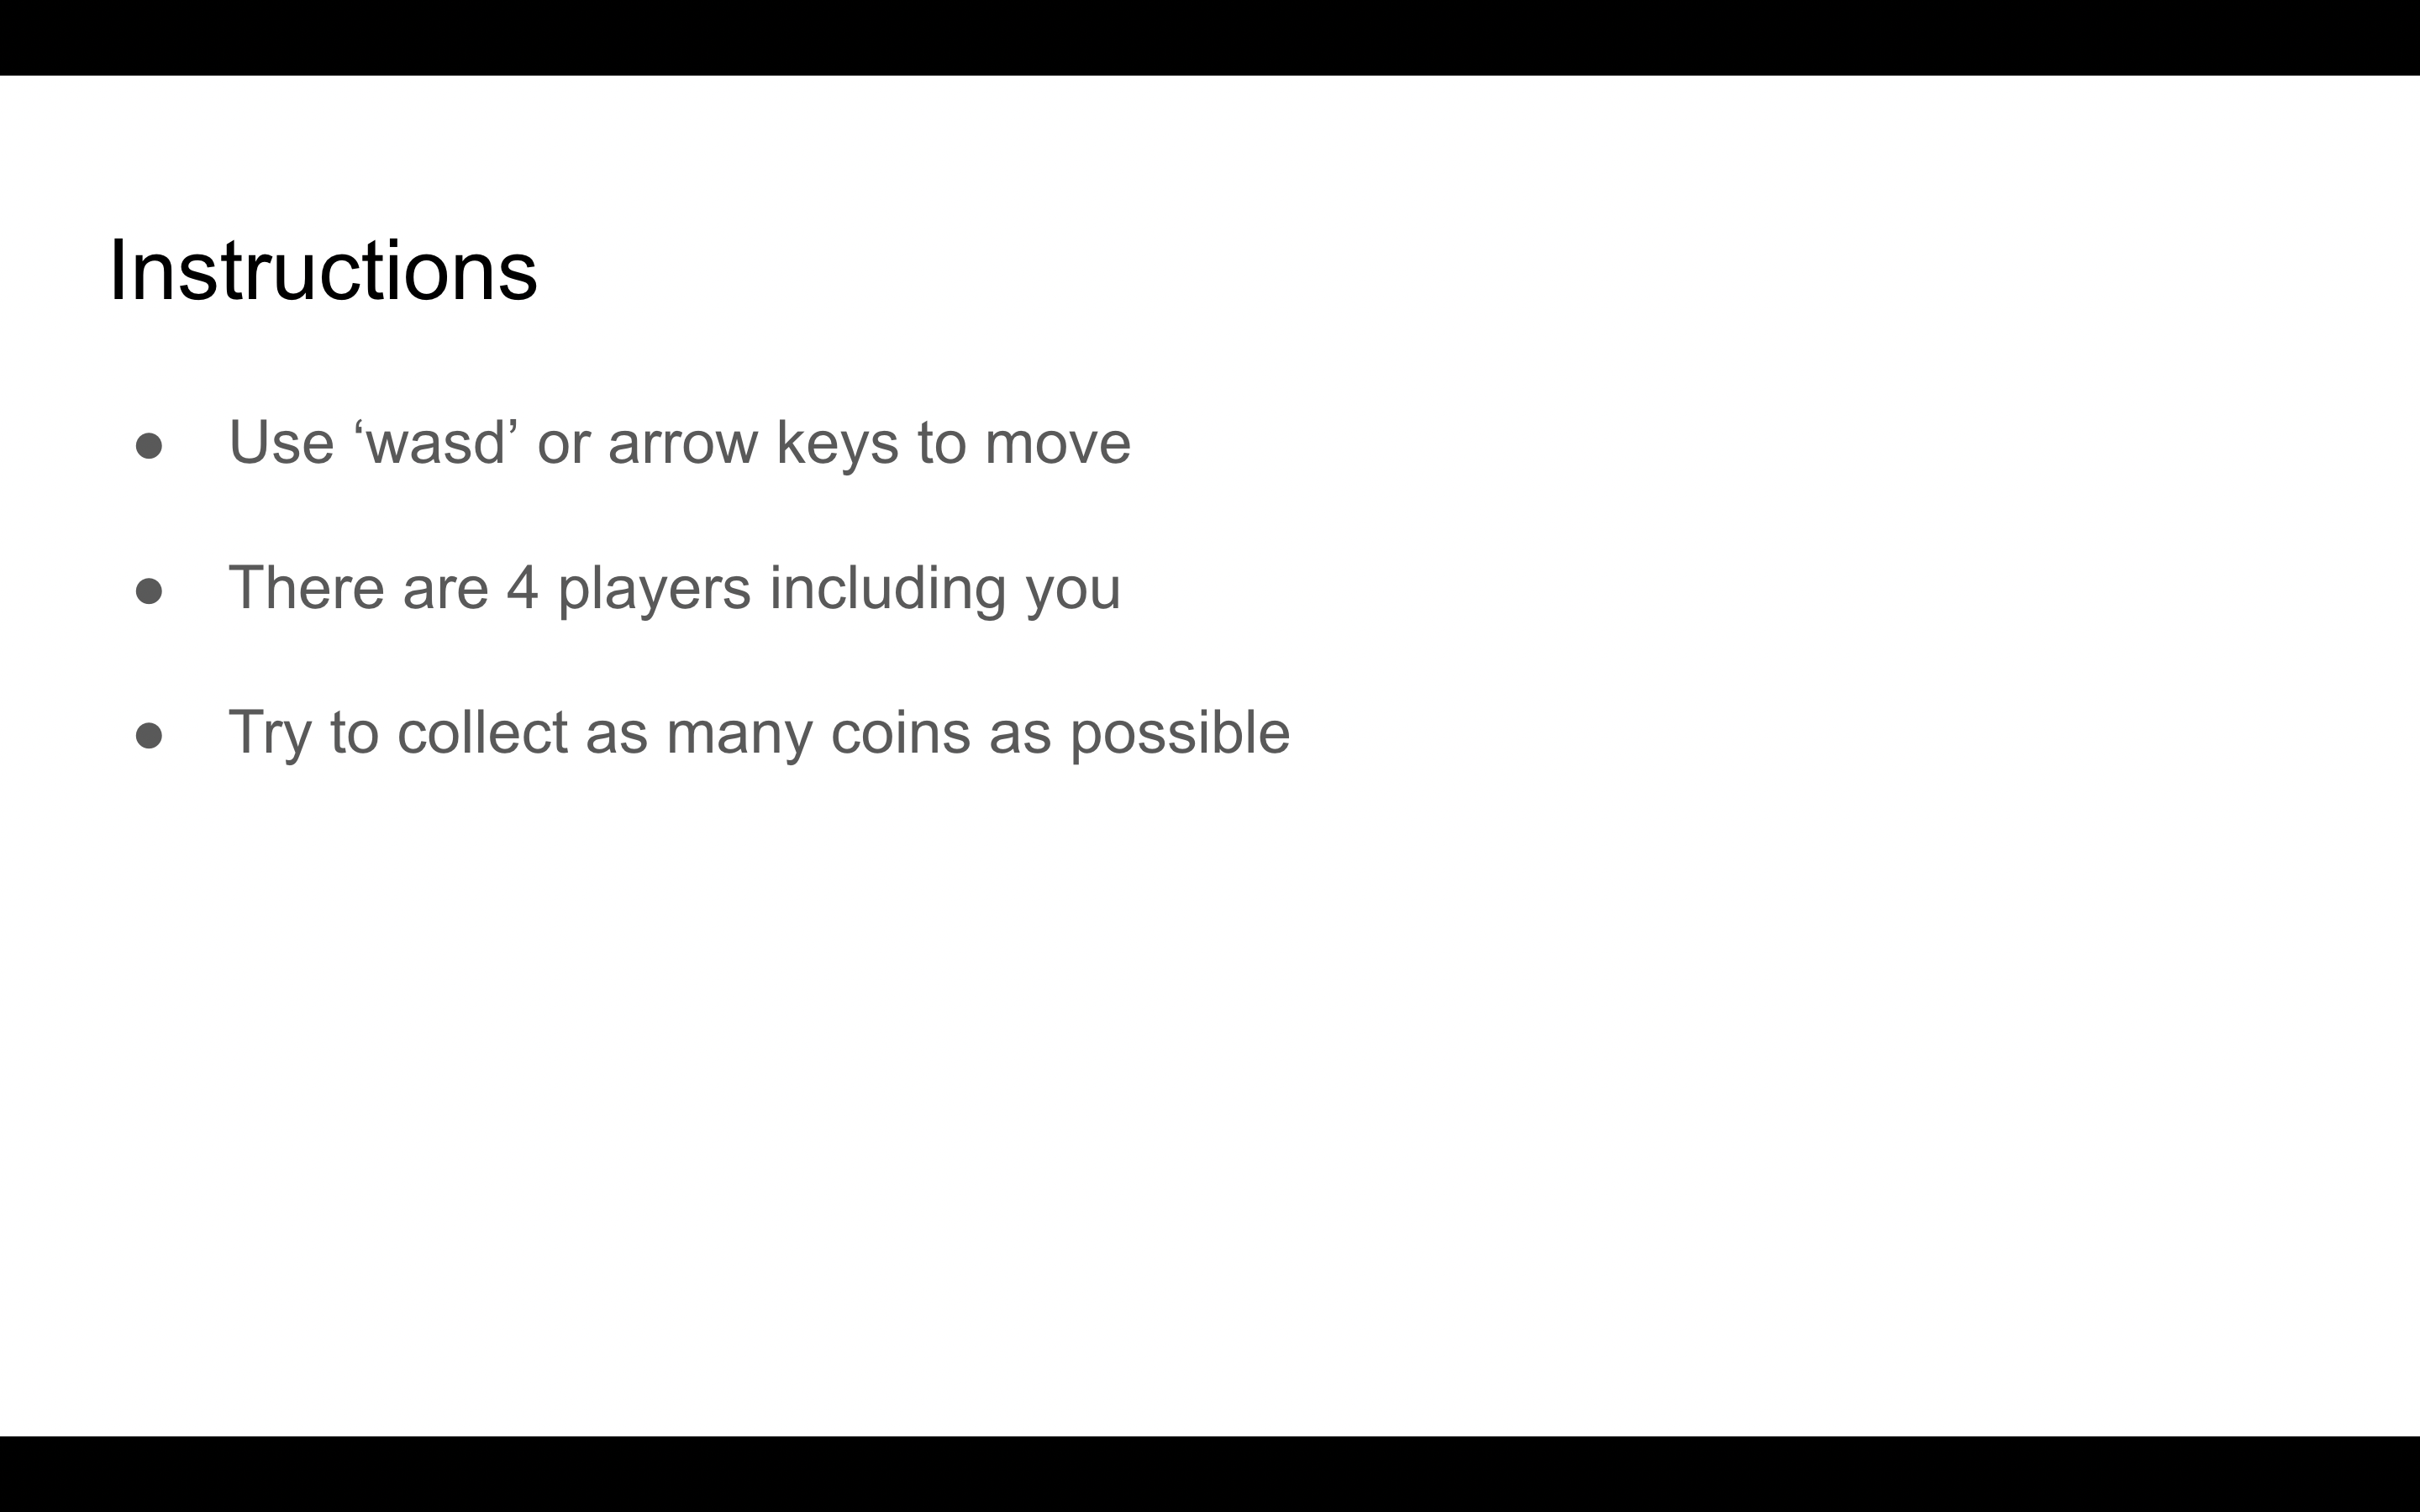 Instructions
● Use ‘wasd’ or arrow keys to move
● There are 4 players including you
● Try to collect as many coins as possible